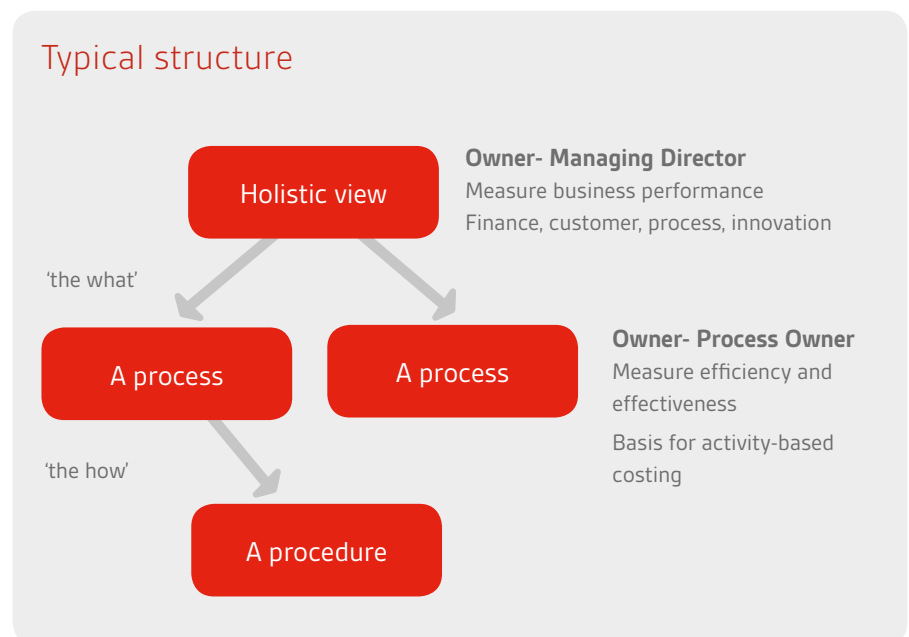 Typical structure
Holistic view
Owner- Managing Director
Measure business performance
Finance, customer, process, innovation
‘the what’
A process
A process
Owner- Process Owner
Measure efficiency and
effectiveness
Basis for activity-based
costing
‘the how’
A procedure